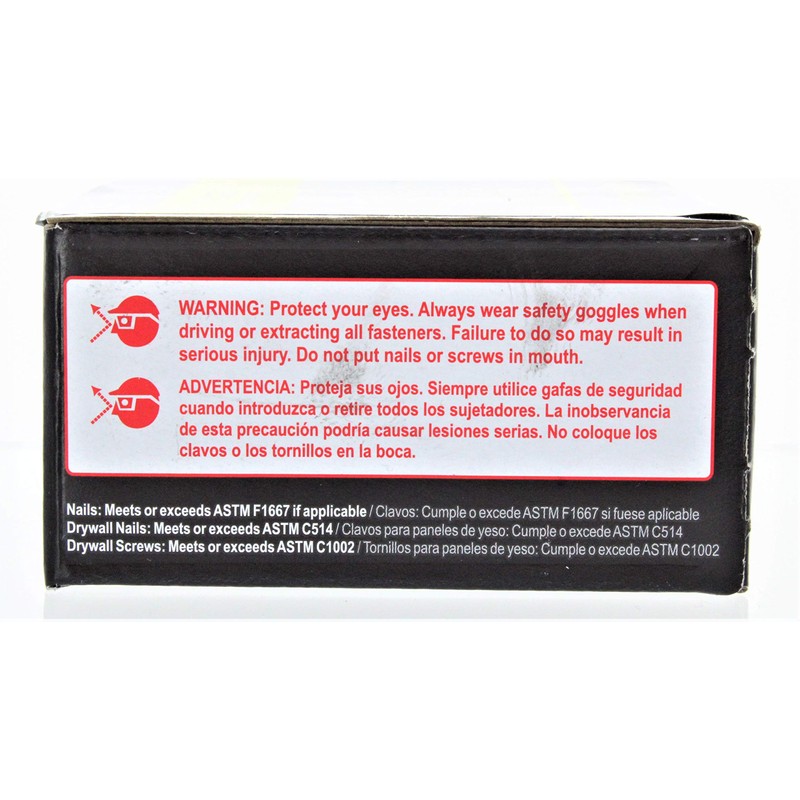 WARNING: Protect your eyes. Always wear safety goggles when
driving or extracting all fasteners. Failure to do so may result in
serious injury. Do not put nails or screws in mouth.
ADVERTENCIA: Proteja sus ojos. Siempre utilice gafas de seguridad
cuando introduzca o retire todos los sujetadores. La inobservancia
de esta precaución podría causar lesiones serias. No coloque los
clavos o los tornillos en la boca.
Nails: Meets or exceeds ASTM F1667 if applicable / Clavos: Cumple o excede ASTM F1667 si fuese aplicable
Drywall Nails: Meets or exceeds ASTM C514 / Clavos para paneles de yeso: Cumple o excede ASTM C514
Drywall Screws: Meets or exceeds ASTM C1002 / Tornillos para paneles de yeso: Cumple o excede ASTM C1002